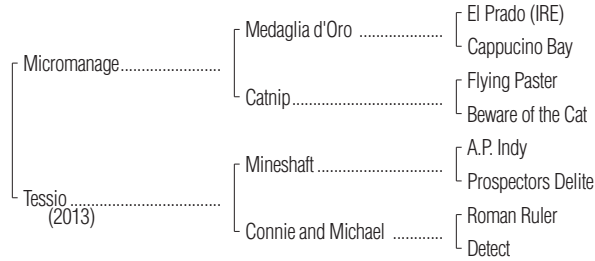 El Prado (IRE)
Medaglia d'Oro ..................
Cappucino Bay
Micromanage......................
Flying Paster
Catnip.................................
Beware of the Cat
A.P. Indy
Mineshaft ...........................
Prospectors Delite
Tessio .................................
(2013)
Roman Ruler
Connie and Michael ............
Detect